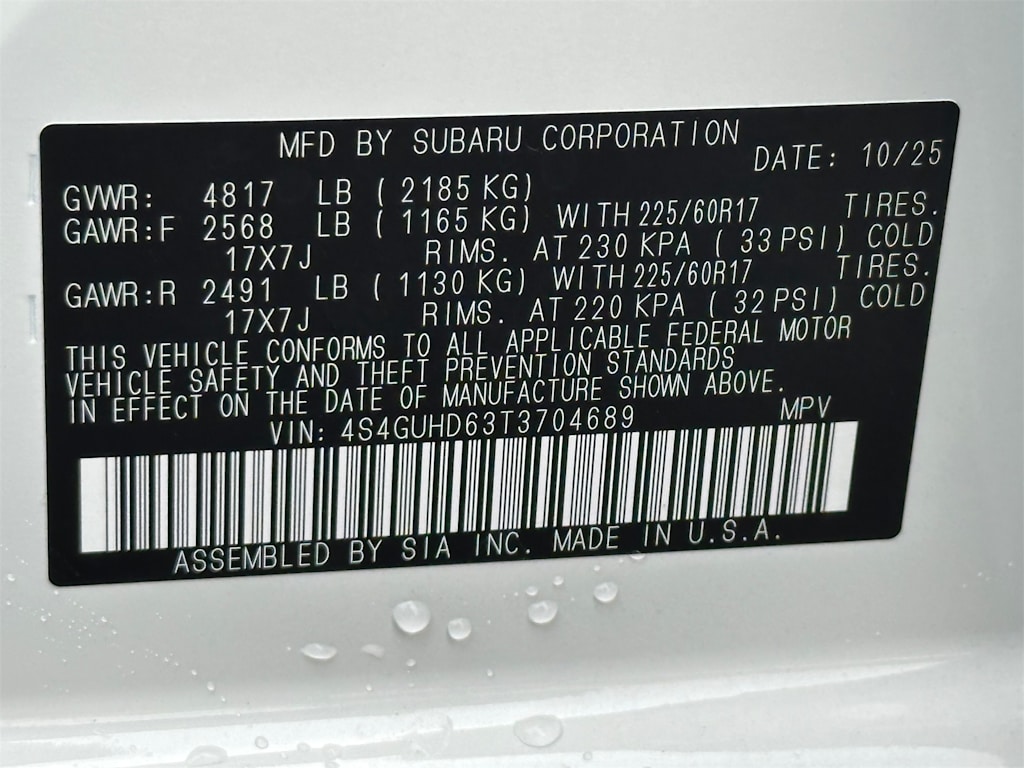 MFD BY SUBARU CORPORATION
DATE: 10/25
GVWR: 4817 LB ( 2185 KG)
GAWR:F 2568 LB ( 1165 KG) WITH 225/60R17 TIRES.
17X7J RIMS. AT 230 KPA ( 33 PSI) COLD
GAWR:R 2491 LB ( 1130 KG) WITH 225/60R17 TIRES.
17X7J RIMS. AT 220 KPA ( 32 PSI) COLD
THIS VEHICLE CONFORMS TO ALL APPLICABLE FEDERAL MOTOR
VEHICLE SAFETY AND THEFT PREVENTION STANDARDS
IN EFFECT ON THE DATE OF MANUFACTURE SHOWN ABOVE.
VIN: 4S4GUHD63T3704689 MPV
ASSEMBLED BY SIA INC. MADE IN U.S.A.